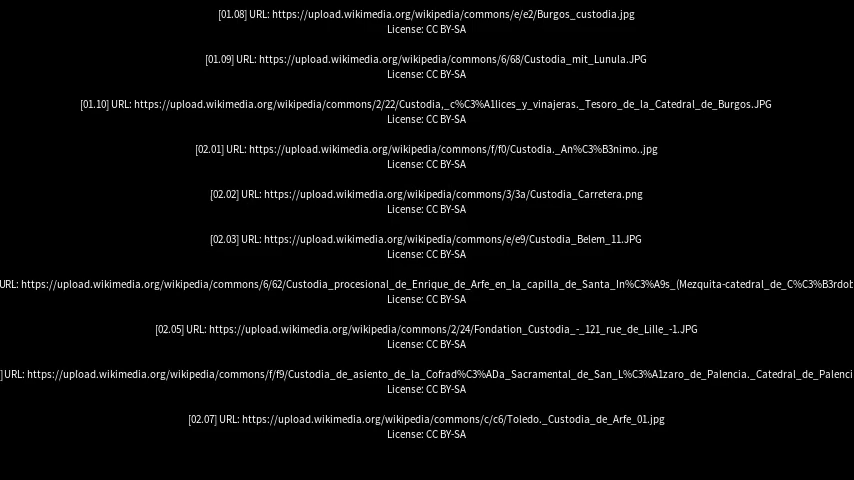 [01.08] URL: https://upload.wikimedia.org/wikipedia/commons/e/e2/Burgos_custodia.jpg
License: CC BY-SA
[01.09] URL: https://upload.wikimedia.org/wikipedia/commons/6/68/Custodia_mit_Lunula.JPG
License: CC BY-SA
[01.10] URL: https://upload.wikimedia.org/wikipedia/commons/2/22/Custodia,_c%C3%A1lices_y_vinajeras._Tesoro_de_la_Catedral_de_Burgos.JPG
License: CC BY-SA
[02.01] URL: https://upload.wikimedia.org/wikipedia/commons/f/f0/Custodia._An%C3%B3nimo..jpg
License: CC BY-SA
[02.02] URL: https://upload.wikimedia.org/wikipedia/commons/3/3a/Custodia_Carretera.png
License: CC BY-SA
[02.03] URL: https://upload.wikimedia.org/wikipedia/commons/e/e9/Custodia_Belem_11.JPG
License: CC BY-SA
URL: https://upload.wikimedia.org/wikipedia/commons/6/62/Custodia_procesional_de_Enrique_de_Arfe_en_la_capilla_de_Santa_In%C3%A9s_(Mezquita-catedral_de_C%C3%B3rdob
License: CC BY-SA
[02.05] URL: https://upload.wikimedia.org/wikipedia/commons/2/24/Fondation_Custodia_-_121_rue_de_Lille_-1.JPG
License: CC BY-SA
] URL: https://upload.wikimedia.org/wikipedia/commons/f/f9/Custodia_de_asiento_de_la_Cofrad%C3%ADa_Sacramental_de_San_L%C3%A1zaro_de_Palencia._Catedral_de_Palenci
License: CC BY-SA
[02.07] URL: https://upload.wikimedia.org/wikipedia/commons/c/c6/Toledo._Custodia_de_Arfe_01.jpg
License: CC BY-SA